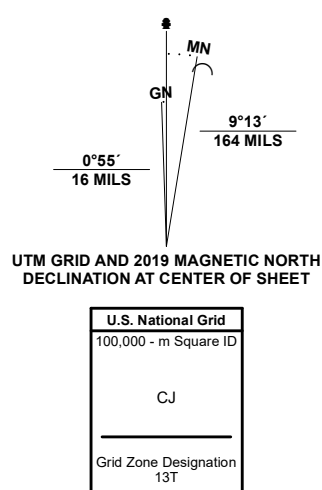 MN
GN
9°13´
164 MILS
0°55´
16 MILS
UTM GRID AND 2019 MAGNETIC NORTH
DECLINATION AT CENTER OF SHEET
U.S. National Grid
100,000 - m Square ID
CJ
Grid Zone Designation
13T